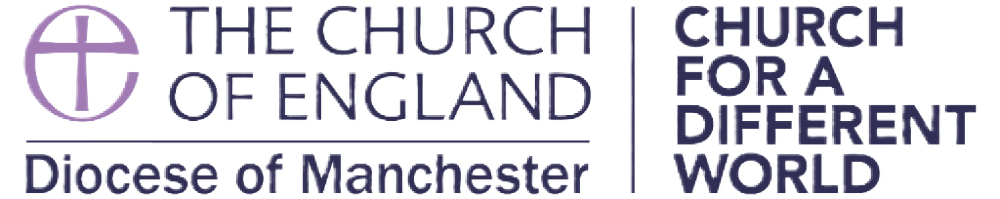 THE CHURCH
OF ENGLAND
Diocese of Manchester
CHURCH
FOR A
DIFFERENT
WORLD